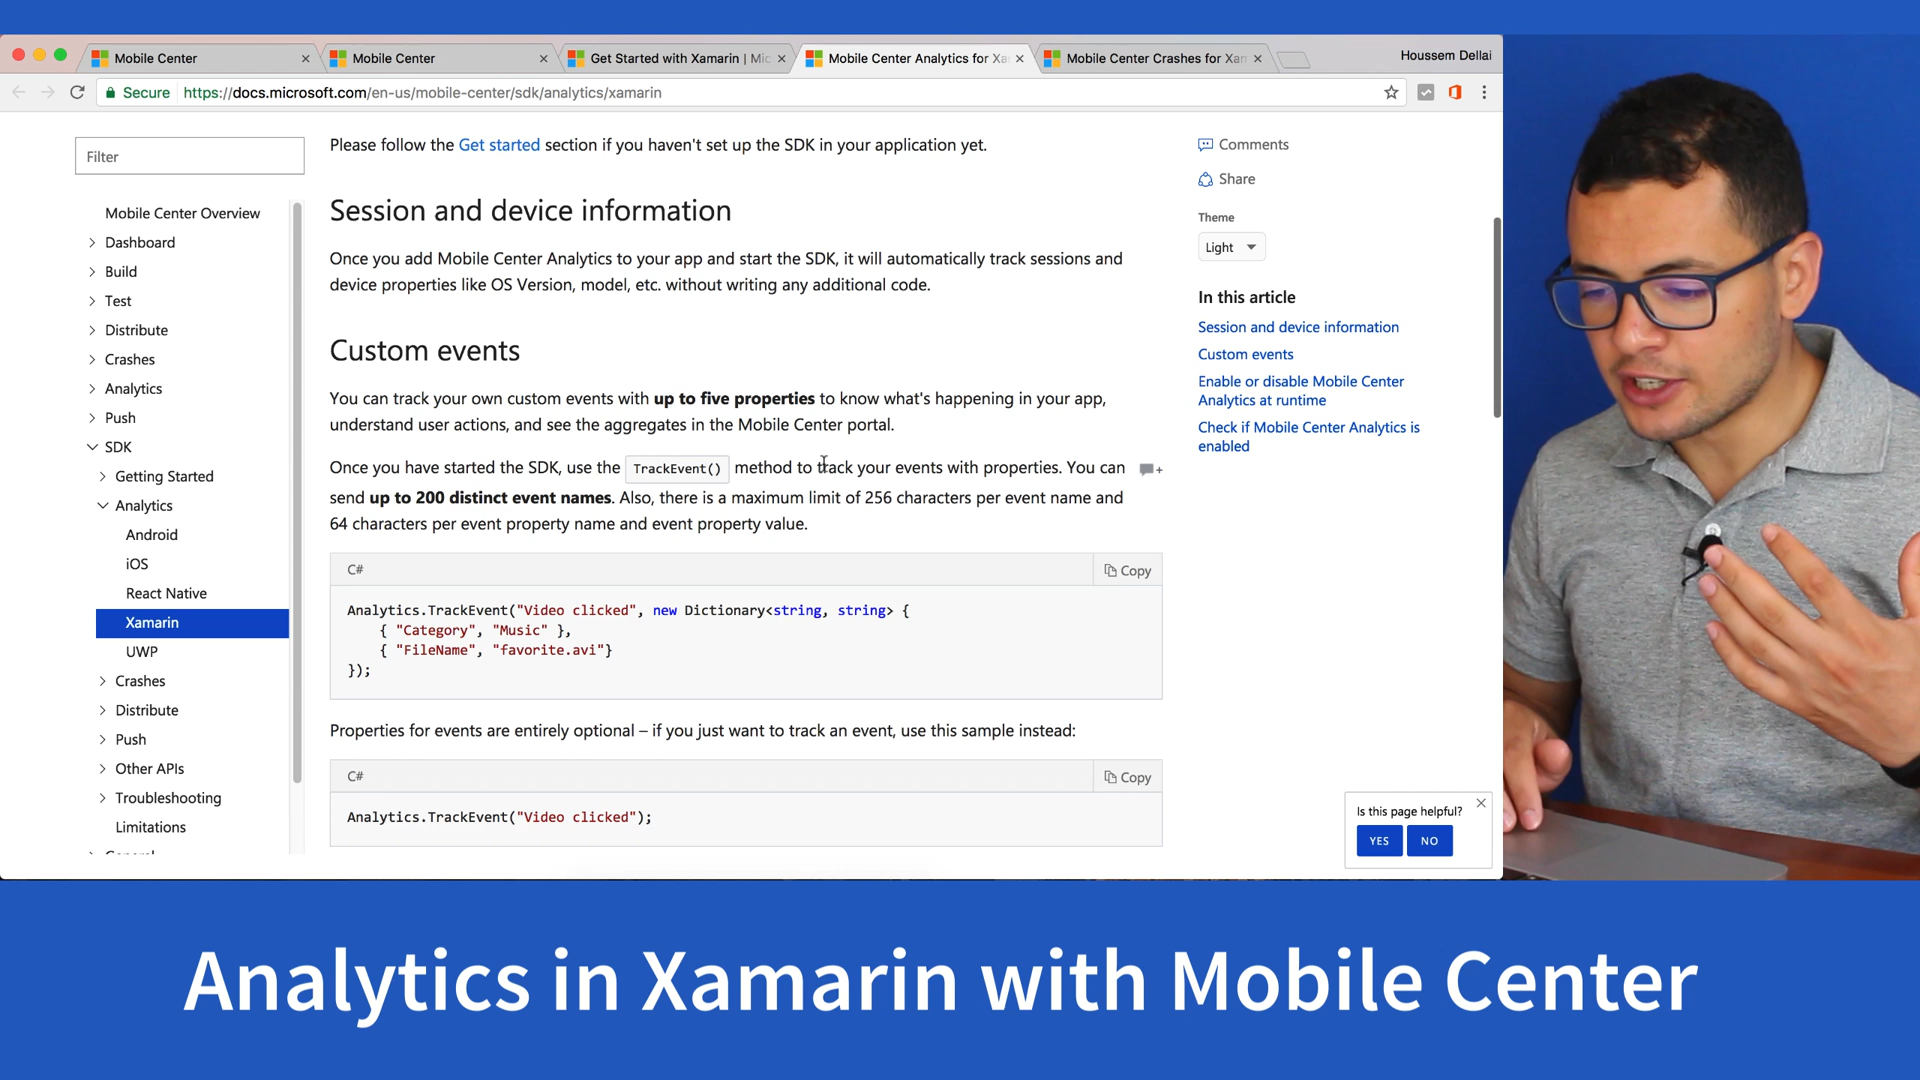 Mobile Center
Mobile Center
Get Started with Xamarin | Mic
Mobile Center Analytics for Xa
Mobile Center Crashes for Xam
Houssem Dellai
Secure
https://docs.microsoft.com/en-us/mobile-center/sdk/analytics/xamarin
Filter
Mobile Center Overview
Dashboard
Build
Test
Distribute
Crashes
Analytics
Push
SDK
Getting Started
Analytics
Android
iOS
React Native
Xamarin
UWP
Crashes
Distribute
Push
Other APIs
Troubleshooting
Limitations
Please follow the Get started section if you haven't set up the SDK in your application yet.
Session and device information
Once you add Mobile Center Analytics to your app and start the SDK, it will automatically track sessions and
device properties like OS Version, model, etc. without writing any additional code.
Custom events
You can track your own custom events with up to five properties to know what's happening in your app,
understand user actions, and see the aggregates in the Mobile Center portal.
Once you have started the SDK, use the TrackEvent() method to track your events with properties. You can
send up to 200 distinct event names. Also, there is a maximum limit of 256 characters per event name and
64 characters per event property name and event property value.
C#
Copy
Analytics.TrackEvent("Video clicked", new Dictionary<string, string> {
{ "Category", "Music" },
{ "FileName", "favorite.avi"}
});
Properties for events are entirely optional – if you just want to track an event, use this sample instead:
C#
Copy
Analytics.TrackEvent("Video clicked");
Comments
Share
Theme
Light
In this article
Session and device information
Custom events
Enable or disable Mobile Center
Analytics at runtime
Check if Mobile Center Analytics is
enabled
Is this page helpful?
YES
NO
Analytics in Xamarin with Mobile Center